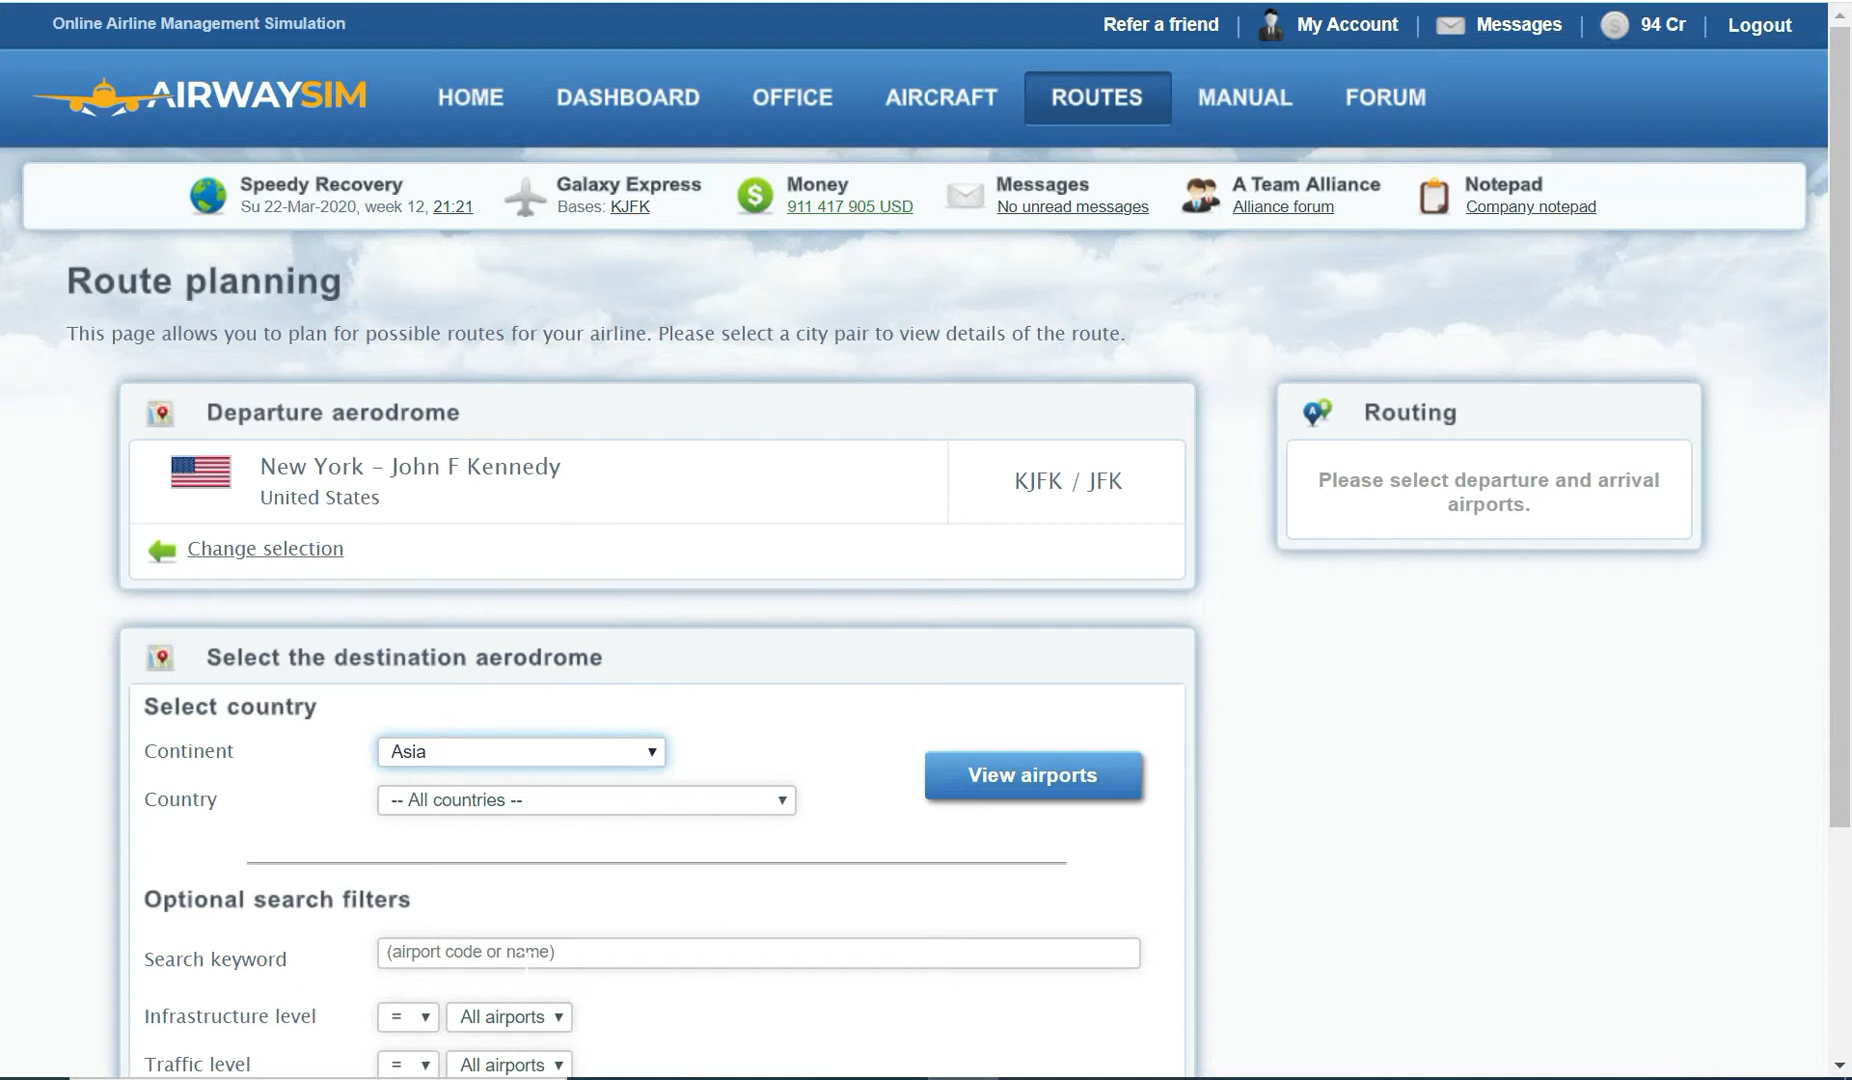 Online Airline Management Simulation
Refer a friend | My Account | Messages | 94 Cr | Logout
AIRWAYSIM
HOME DASHBOARD OFFICE AIRCRAFT ROUTES MANUAL FORUM
Speedy Recovery
Su 22-Mar-2020, week 12, 21:21
Galaxy Express
Bases: KJFK
Money
911 417 905 USD
Messages
No unread messages
A Team Alliance
Alliance forum
Notepad
Company notepad
Route planning
This page allows you to plan for possible routes for your airline. Please select a city pair to view details of the route.
Departure aerodrome
New York - John F Kennedy
United States
KJFK / JFK
Change selection
Routing
Please select departure and arrival
airports.
Select the destination aerodrome
Select country
Continent Asia
View airports
Country -- All countries --
Optional search filters
Search keyword (airport code or name)
Infrastructure level = All airports
Traffic level = All airports